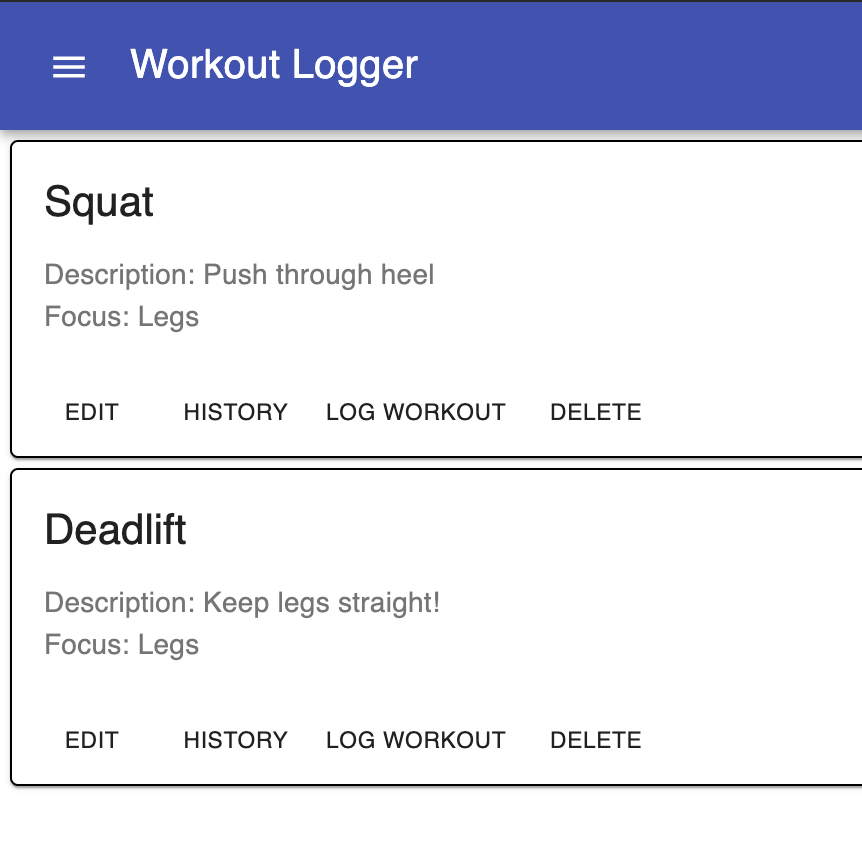 Workout Logger
Squat
Description: Push through heel
Focus: Legs
EDIT HISTORY LOG WORKOUT DELETE
Deadlift
Description: Keep legs straight!
Focus: Legs
EDIT HISTORY LOG WORKOUT DELETE